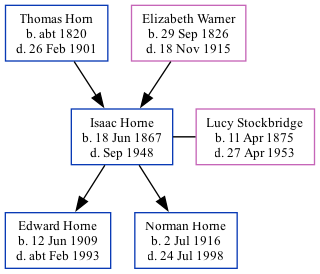 Thomas Horn
b. abt 1820
d. 26 Feb 1901
Elizabeth Warner
b. 29 Sep 1826
d. 18 Nov 1915
Isaac Horne
b. 18 Jun 1867
d. Sep 1948
Lucy Stockbridge
b. 11 Apr 1875
d. 27 Apr 1953
Edward Horne
b. 12 Jun 1909
d. abt Feb 1993
Norman Horne
b. 2 Jul 1916
d. 24 Jul 1998